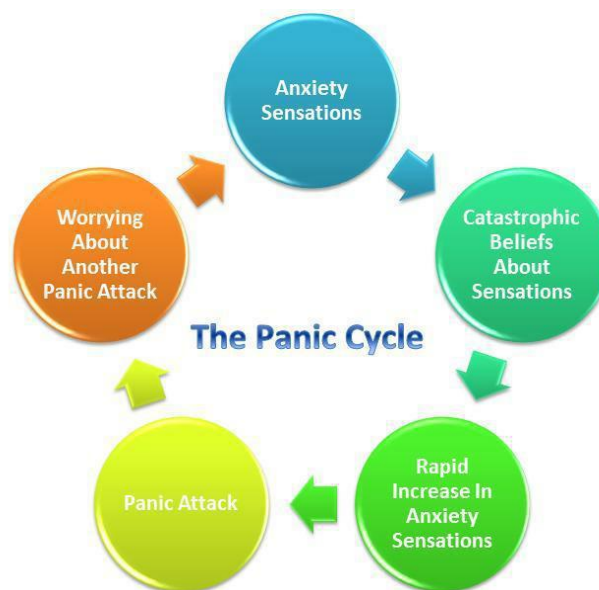 Anxiety
Sensations
Catastrophic
Beliefs
About
Sensations
Rapid
Increase In
Anxiety
Sensations
Panic Attack
Worrying
About
Another
Panic Attack
The Panic Cycle